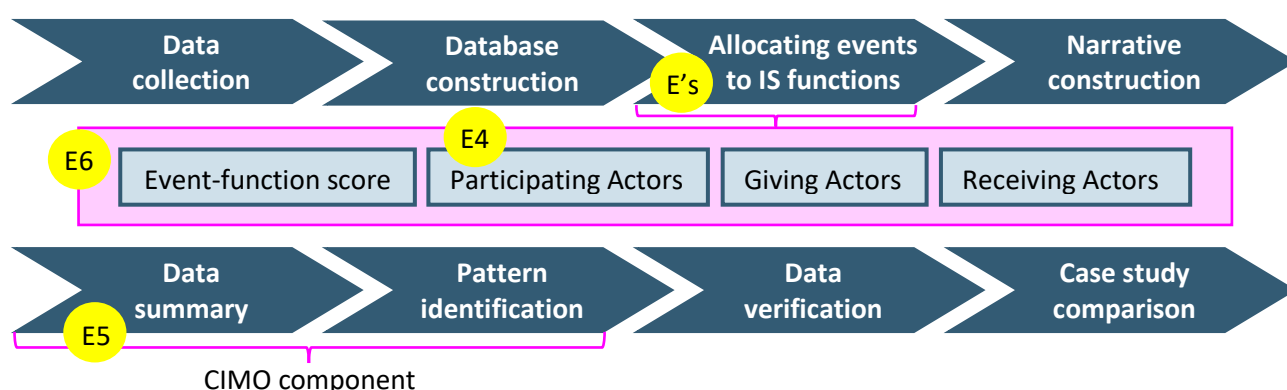 Data
collection
Database
construction
Allocating events
to IS functions
Narrative
construction
E's
E4
E6
Event-function score
Participating Actors
Giving Actors
Receiving Actors
Data
summary
Pattern
identification
Data
verification
Case study
comparison
E5
CIMO component